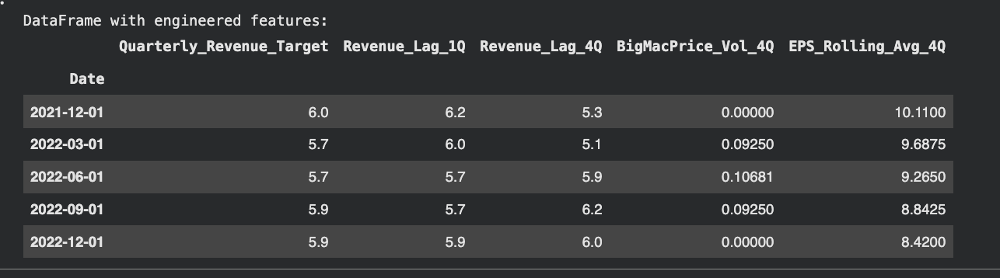 DataFrame with engineered features:
Quarterly_Revenue_Target Revenue_Lag_1Q Revenue_Lag_4Q BigMacPrice_Vol_4Q EPS_Rolling_Avg_4Q
Date
2021-12-01 6.0 6.2 5.3 0.00000 10.1100
2022-03-01 5.7 6.0 5.1 0.09250 9.6875
2022-06-01 5.7 5.7 5.9 0.10681 9.2650
2022-09-01 5.9 5.7 6.2 0.09250 8.8425
2022-12-01 5.9 5.9 6.0 0.00000 8.4200